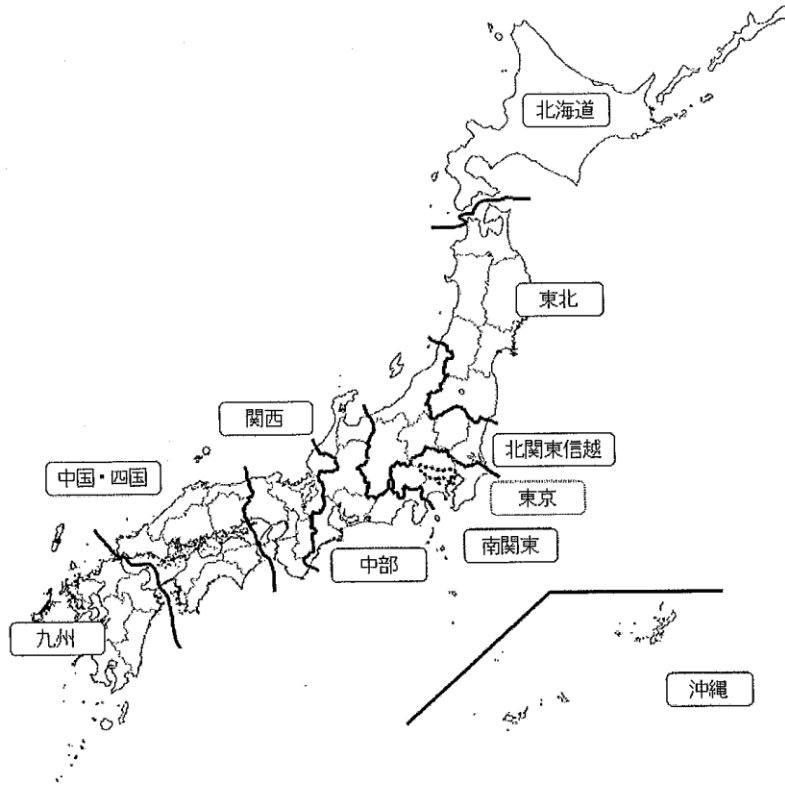 北海道
東北
関西
北関東信越
中国・四国
東京
南関東
中部
九州
沖縄